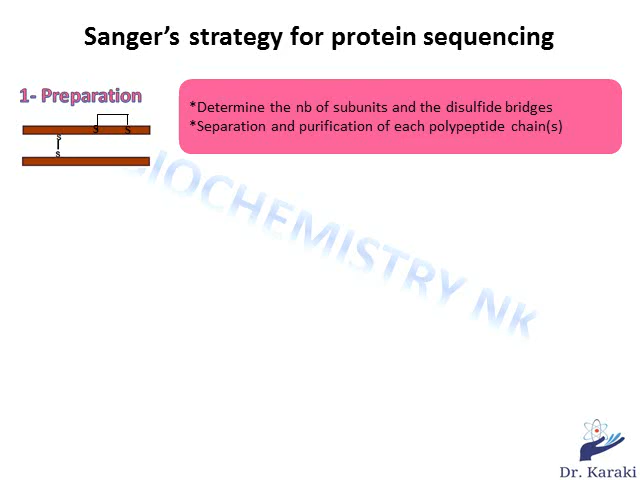 Sanger's strategy for protein sequencing
1- Preparation
*Determine the nb of subunits and the disulfide bridges
*Separation and purification of each polypeptide chain(s)
S S
S
S
BIOCHEMISTRY NK
Dr. Karaki